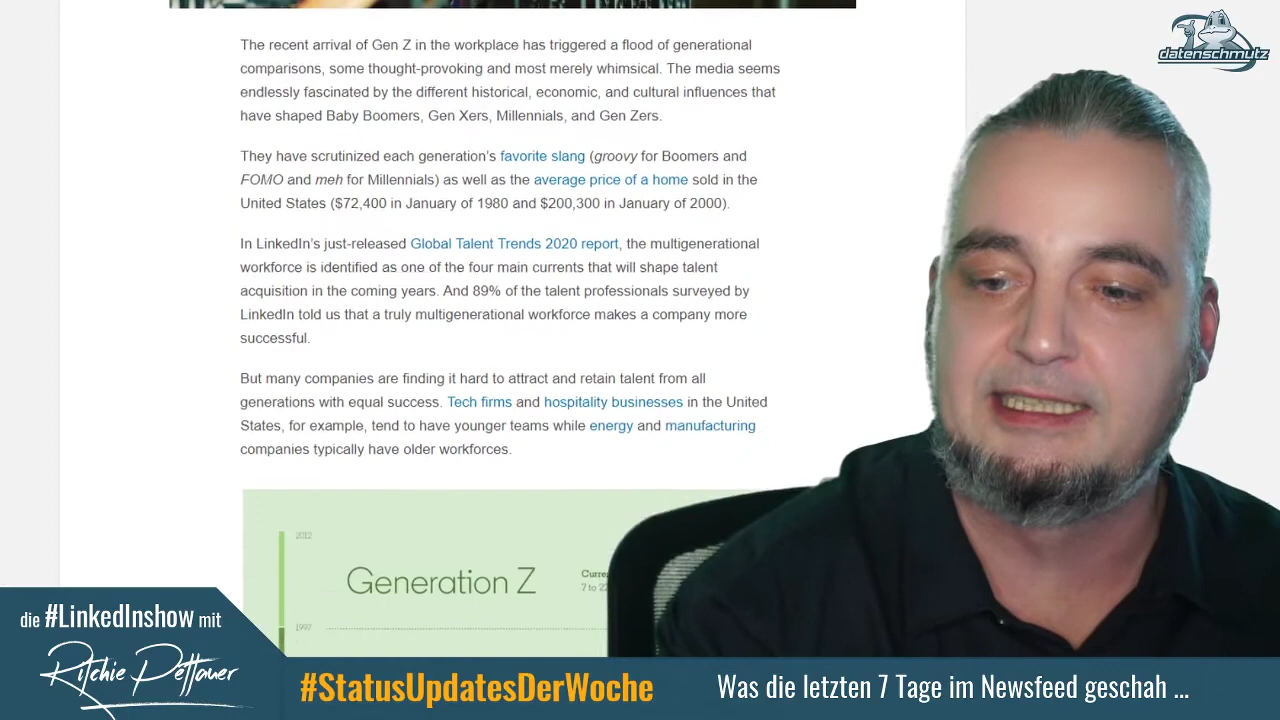 The recent arrival of Gen Z in the workplace has triggered a flood of generational
comparisons, some thought-provoking and most merely whimsical. The media seems
endlessly fascinated by the different historical, economic, and cultural influences that
have shaped Baby Boomers, Gen Xers, Millennials, and Gen Zers.
They have scrutinized each generation's favorite slang (groovy for Boomers and
FOMO and meh for Millennials) as well as the average price of a home sold in the
United States ($72,400 in January of 1980 and $200,300 in January of 2000).
In LinkedIn's just-released Global Talent Trends 2020 report, the multigenerational
workforce is identified as one of the four main currents that will shape talent
acquisition in the coming years. And 89% of the talent professionals surveyed by
LinkedIn told us that a truly multigenerational workforce makes a company more
successful.
But many companies are finding it hard to attract and retain talent from all
generations with equal success. Tech firms and hospitality businesses in the United
States, for example, tend to have younger teams while energy and manufacturing
companies typically have older workforces.
2012
Generation Z
Curre
7 to 22
1997
datenschmutz
die #LinkedInshow mit
Ritchie Pettauer
#StatusUpdatesDerWoche
Was die letzten 7 Tage im Newsfeed geschah ...